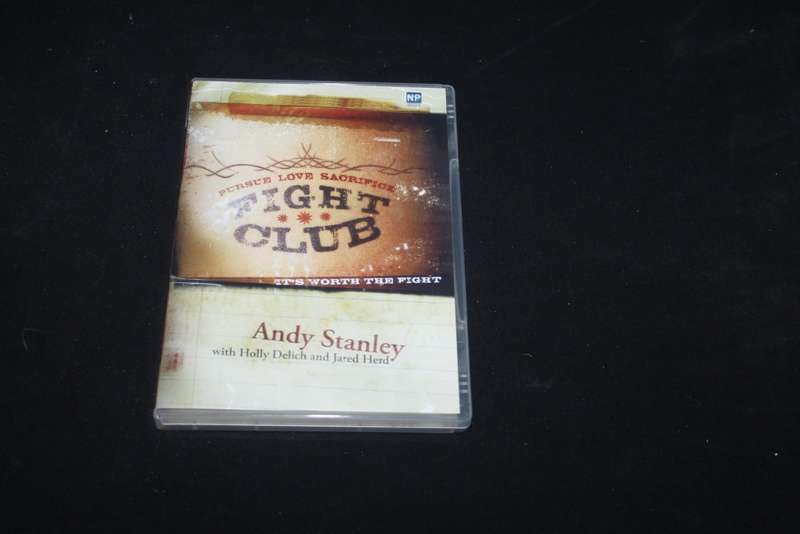 NP
PURSUE LOVE SACRIFICE
FIGHT
CLUB
IT'S WORTH THE FIGHT
Andy Stanley
with Holly Delich and Jared Herd